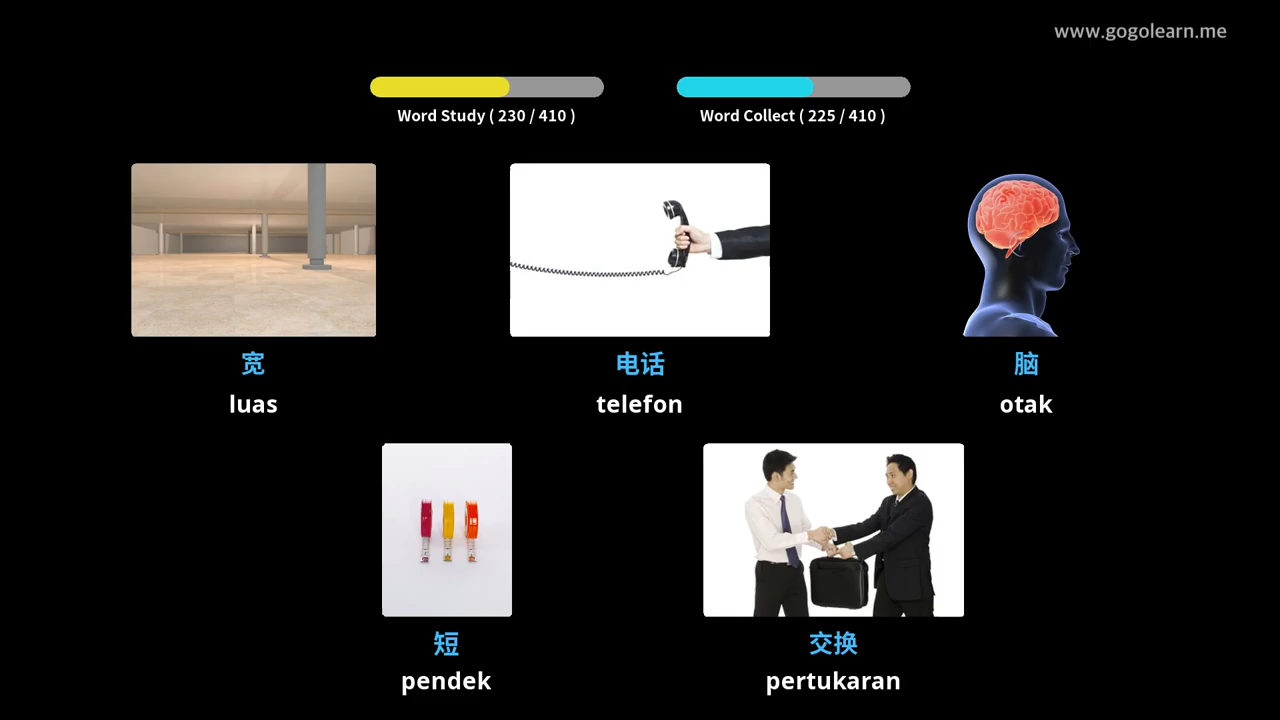 www.gogolearn.me
Word Study ( 230 / 410 )
Word Collect ( 225 / 410 )
宽
luas
电话
telefon
脑
otak
短
pendek
交换
pertukaran